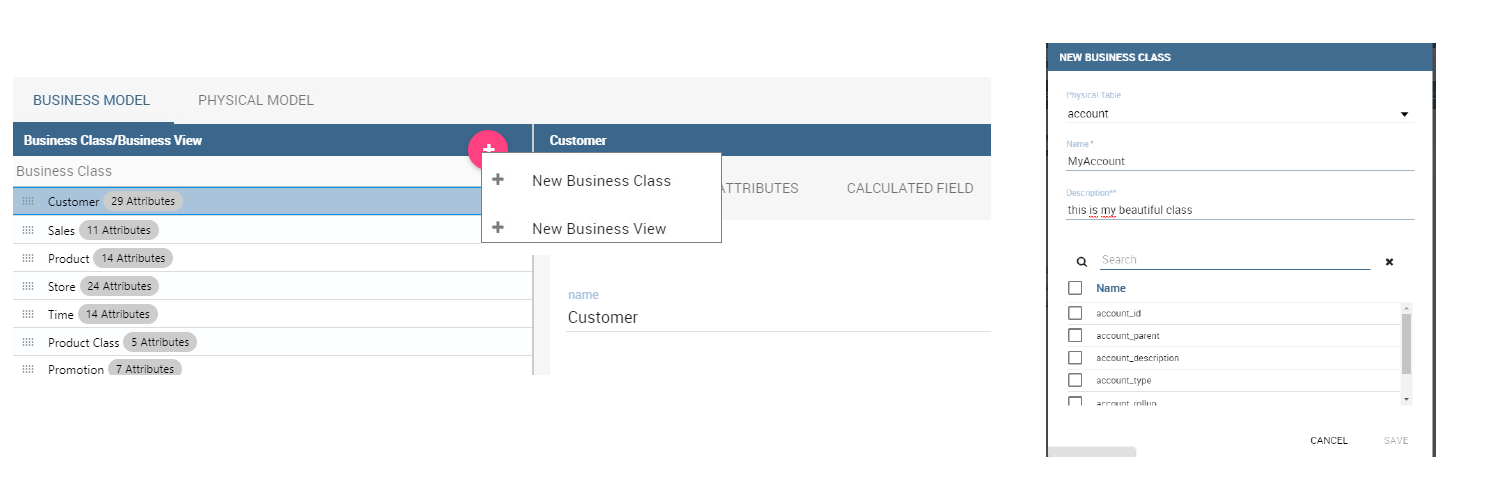 BUSINESS MODEL PHYSICAL MODEL
Business Class/Business View
Business Class
Customer 29 Attributes
Sales 11 Attributes
Product 14 Attributes
Store 24 Attributes
Time 14 Attributes
Product Class 5 Attributes
Promotion 7 Attributes
New Business Class
New Business View
Customer
ATTRIBUTES CALCULATED FIELD
name
Customer
NEW BUSINESS CLASS
Physical Table
account
Name*
MyAccount
Description**
this is my beautiful class
Search
Name
account_id
account_parent
account_description
account_type
account_rollup
CANCEL SAVE